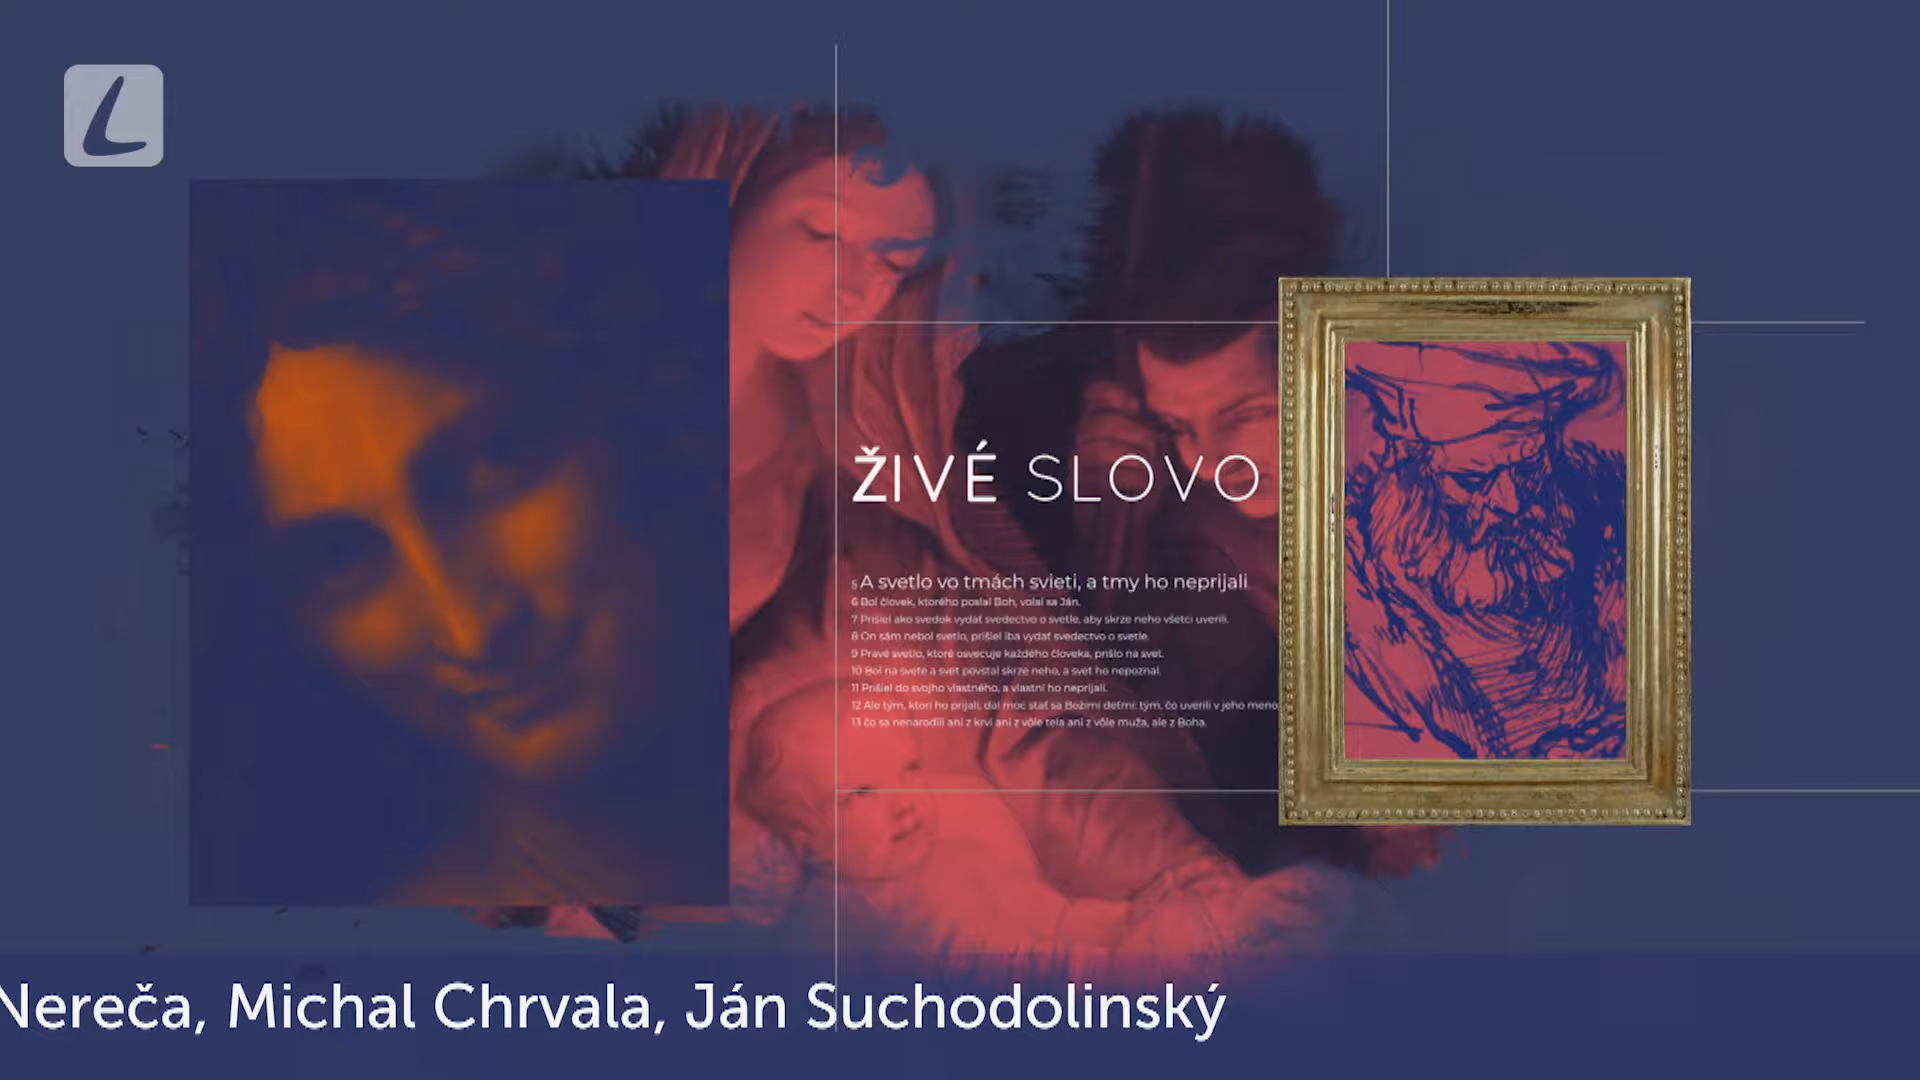 L
ŽIVÉ SLOVO
5 A svetlo vo tmách svieti, a tmy ho neprijali
6 Bol človek, ktorého poslal Boh, volal sa Ján.
7 Prišiel ako svedok vydať svedectvo o svetle, aby skrze neho všetci uverili.
8 On sám nebol svetlo, prišiel iba vydať svedectvo o svetle.
9 Pravé svetlo, ktoré osvecuje každého človeka, prišlo na svet.
10 Bol na svete a svet povstal skrze neho, a svet ho nepoznal.
11 Prišiel do svojho vlastného, a vlastní ho neprijali.
12 Ale tým, ktorí ho prijali, dal moc stať sa Božími deťmi: tým, čo uverili v jeho meno
13 čo sa nenarodili ani z krvi ani z vôle tela ani z vôle muža, ale z Boha.
Nereča, Michal Chrvala, Ján Suchodolinský